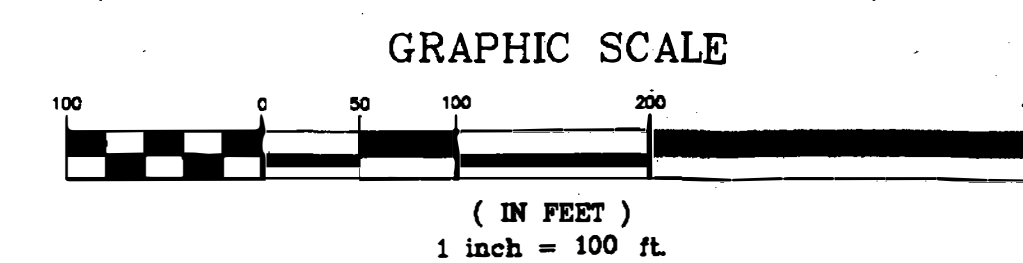 GRAPHIC SCALE
100 0 50 100 200
( IN FEET )
1 inch = 100 ft.